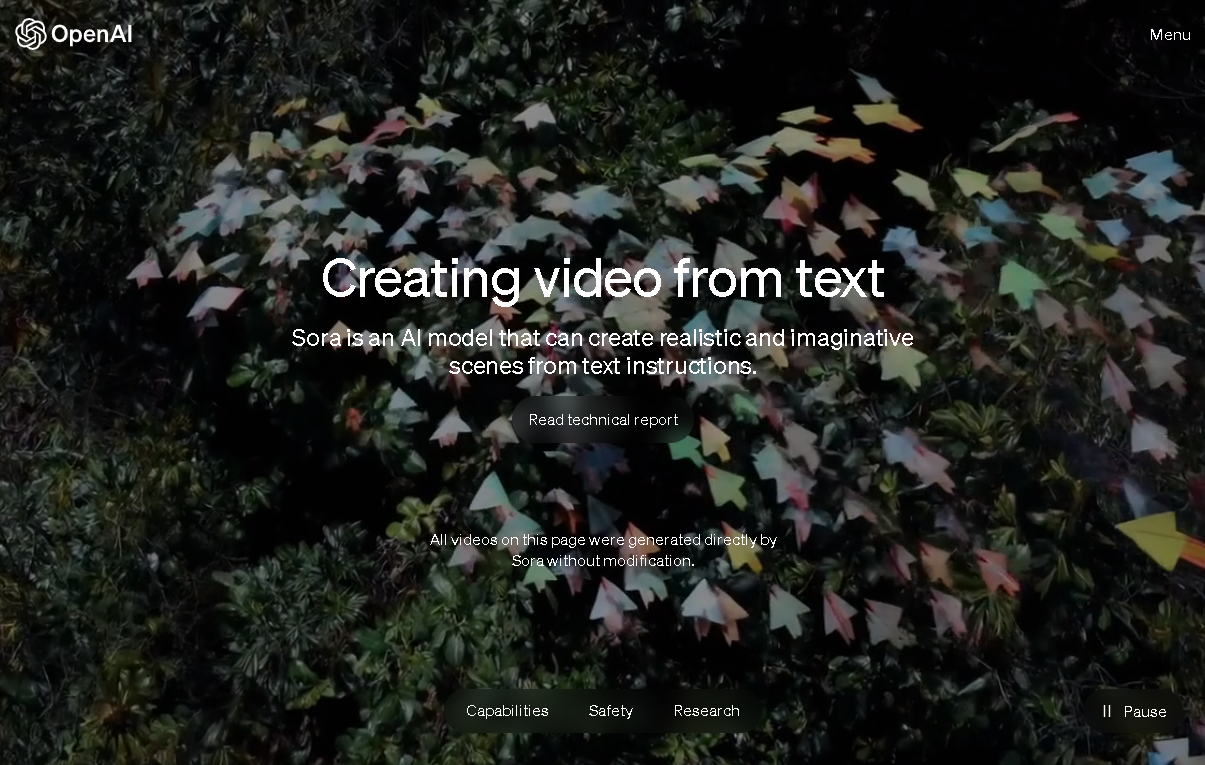 OpenAI
Menu
Creating video from text
Sora is an AI model that can create realistic and imaginative
scenes from text instructions.
Read technical report
All videos on this page were generated directly by
Sora without modification.
Capabilities
Safety
Research
Pause